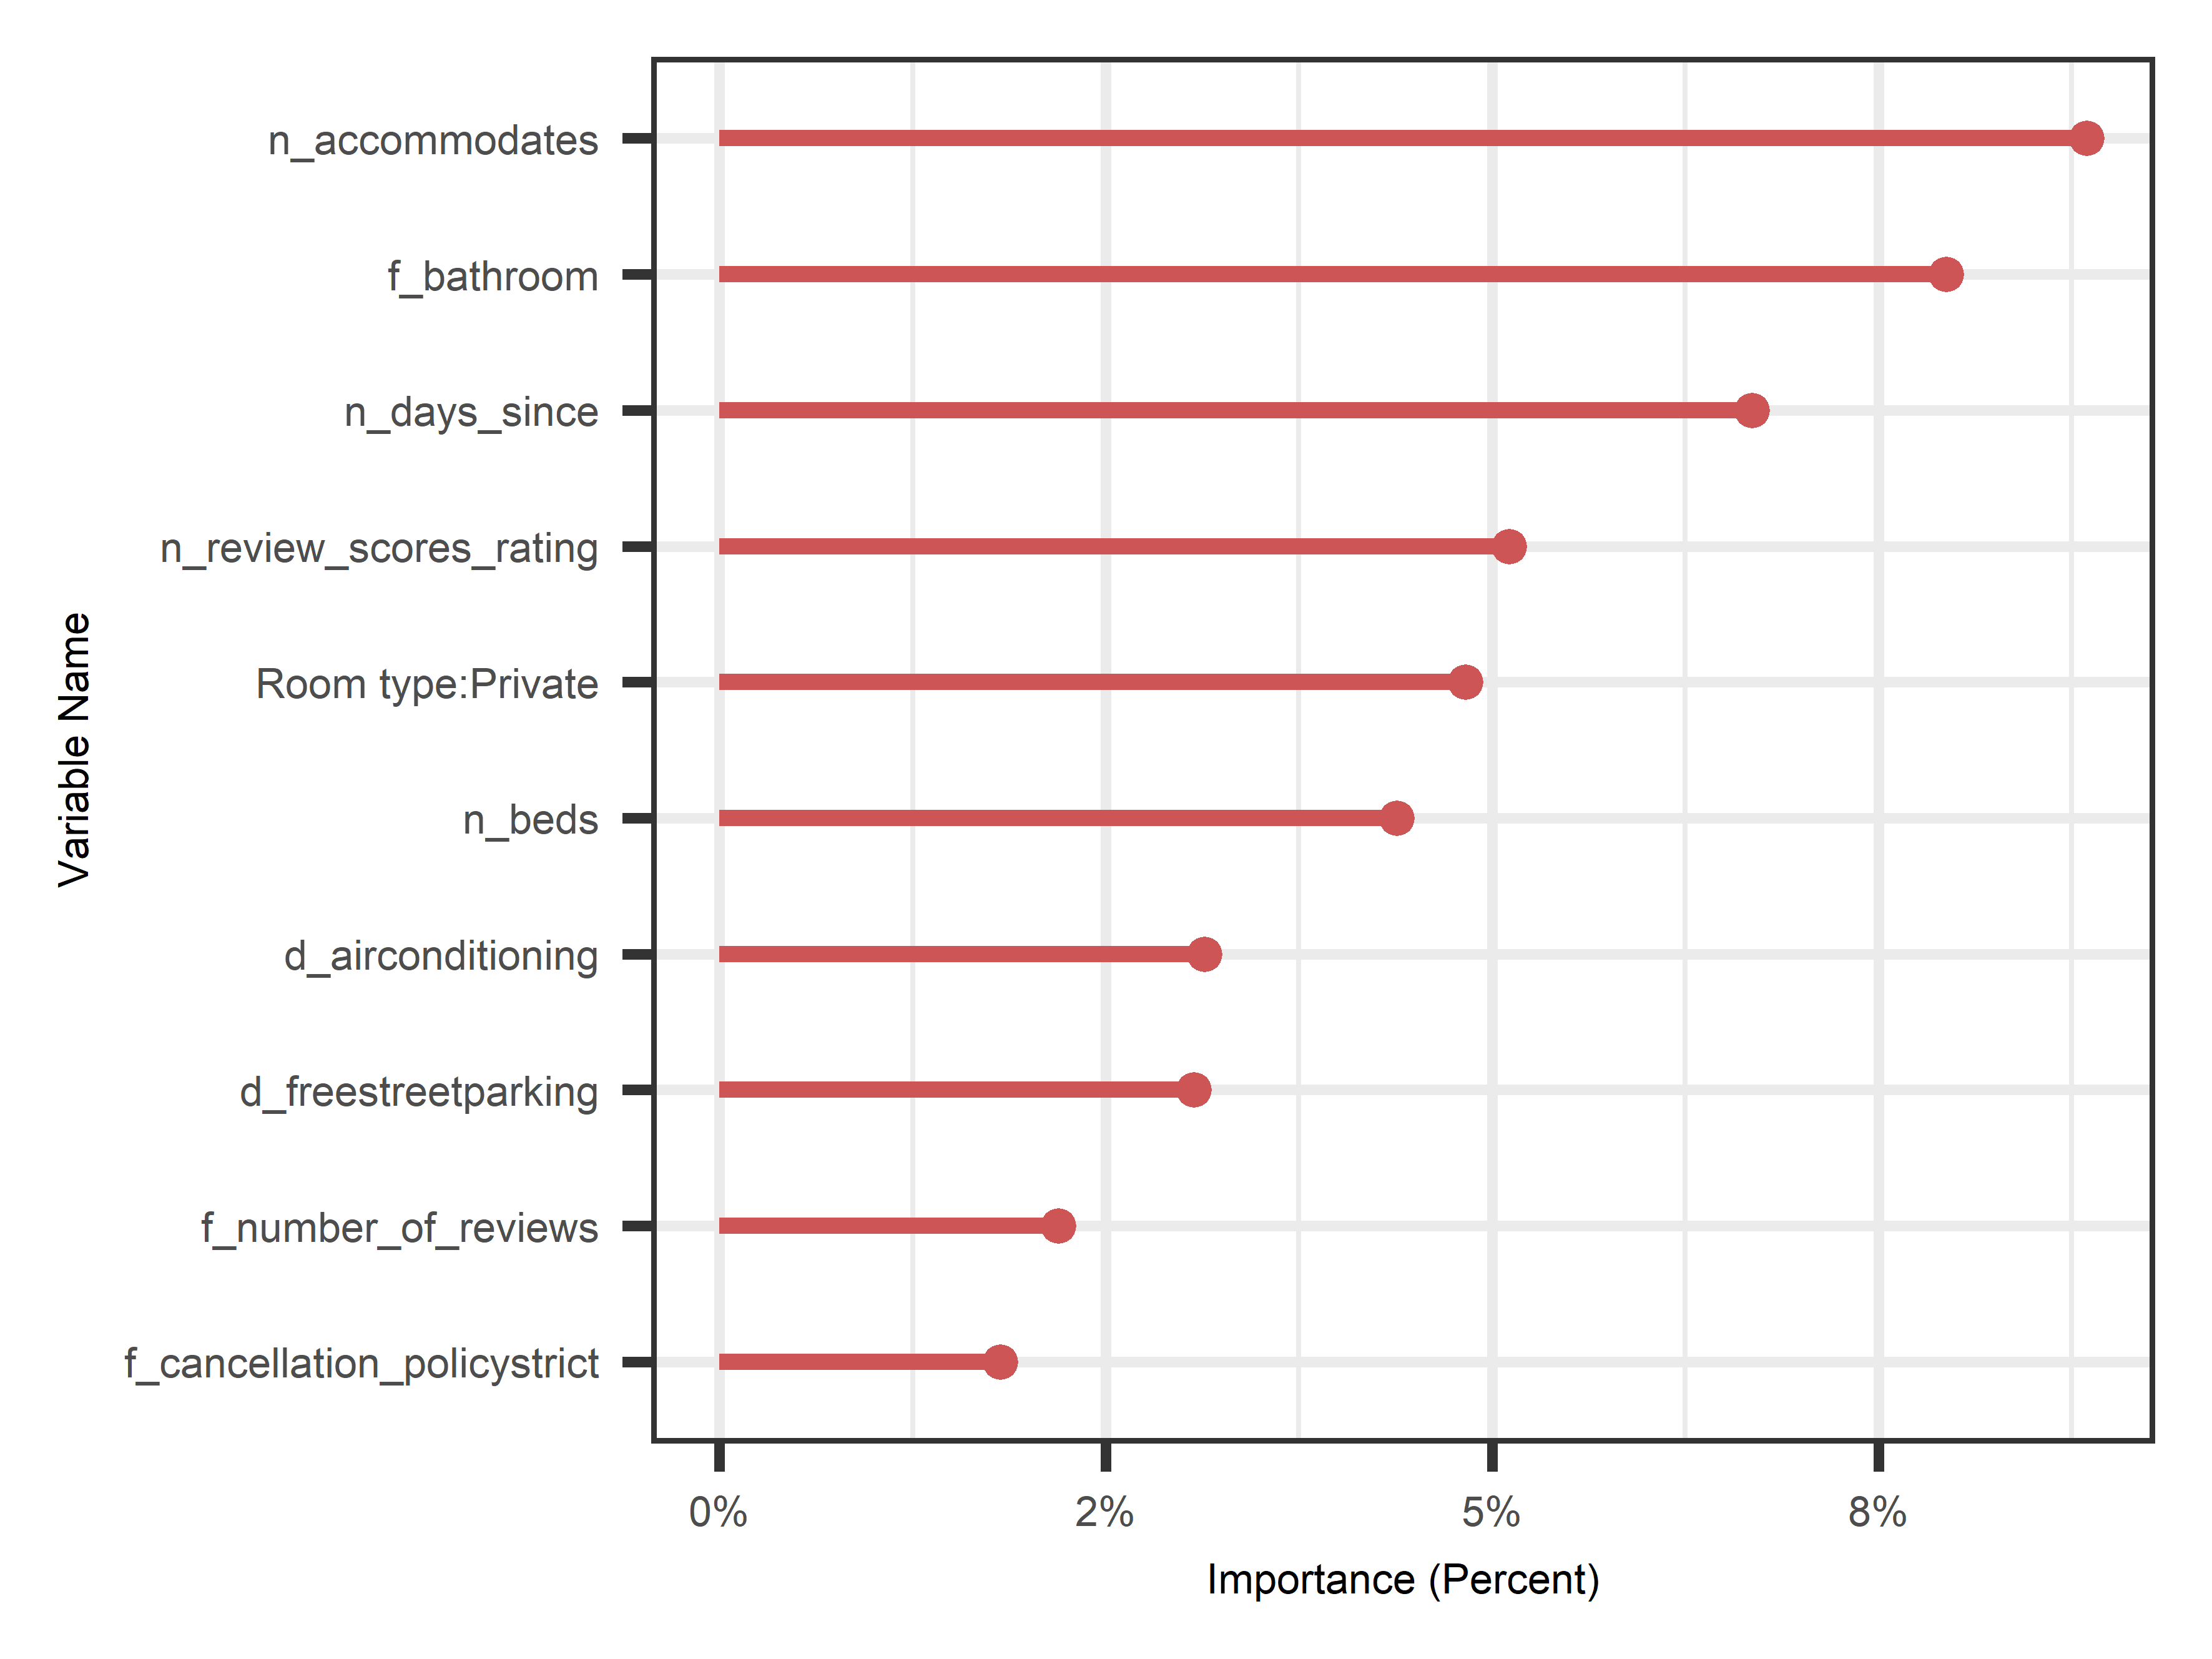 n_accommodates
f_bathroom
n_days_since
n_review_scores_rating
Room type:Private
n_beds
d_airconditioning
d_freestreetparking
f_number_of_reviews
f_cancellation_policystrict
Variable Name
0% 2% 5% 8%
Importance (Percent)